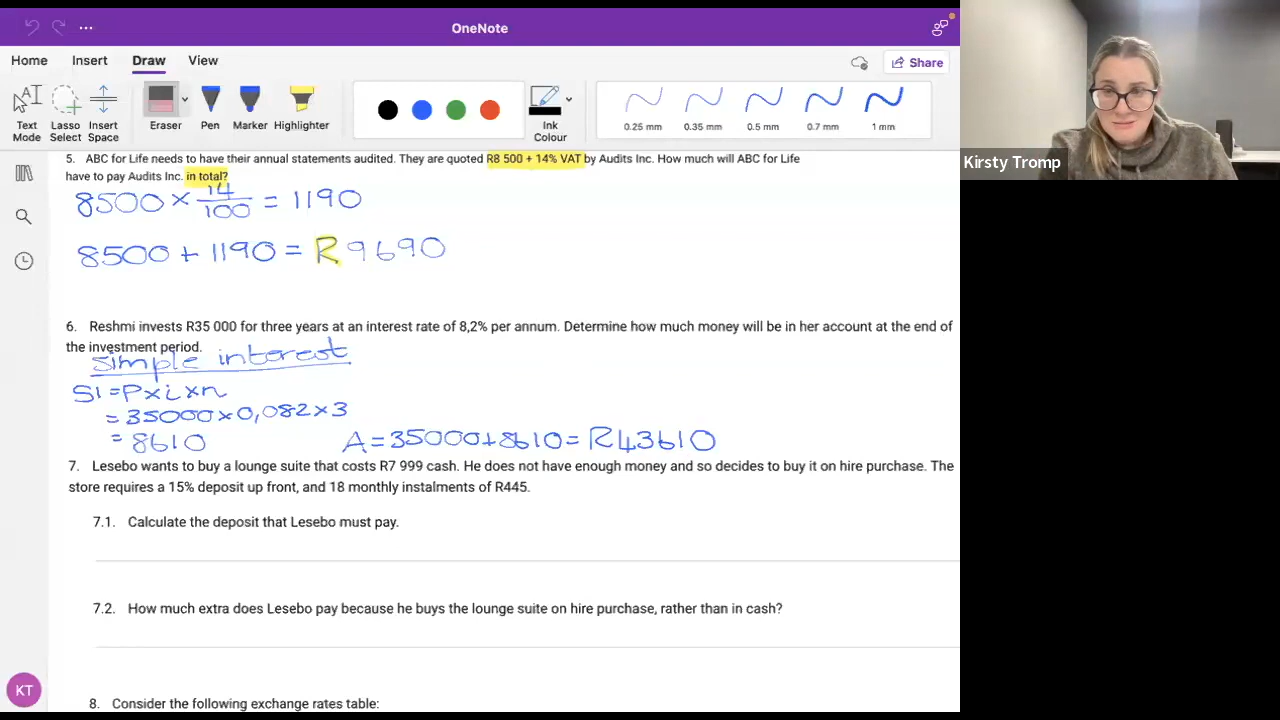 OneNote
Home Insert Draw View
Share
Text Mode
Lasso Select
Insert Space
Eraser
Pen
Marker
Highlighter
Ink Colour
0.25 mm 0.35 mm 0.5 mm 0.7 mm 1 mm
Kirsty Tromp
5. ABC for Life needs to have their annual statements audited. They are quoted R8 500 + 14% VAT by Audits Inc. How much will ABC for Life
have to pay Audits Inc. in total?
8500 × 14/100 = 1190
8500 + 1190 = R9690
6. Reshmi invests R35 000 for three years at an interest rate of 8,2% per annum. Determine how much money will be in her account at the end of
the investment period.
simple interest
SI = P×i×n
= 35000×0,082×3
= 8610
A=35000+8610=R43610
7. Lesebo wants to buy a lounge suite that costs R7 999 cash. He does not have enough money and so decides to buy it on hire purchase. The
store requires a 15% deposit up front, and 18 monthly instalments of R445.
7.1. Calculate the deposit that Lesebo must pay.
7.2. How much extra does Lesebo pay because he buys the lounge suite on hire purchase, rather than in cash?
KT
8. Consider the following exchange rates table: